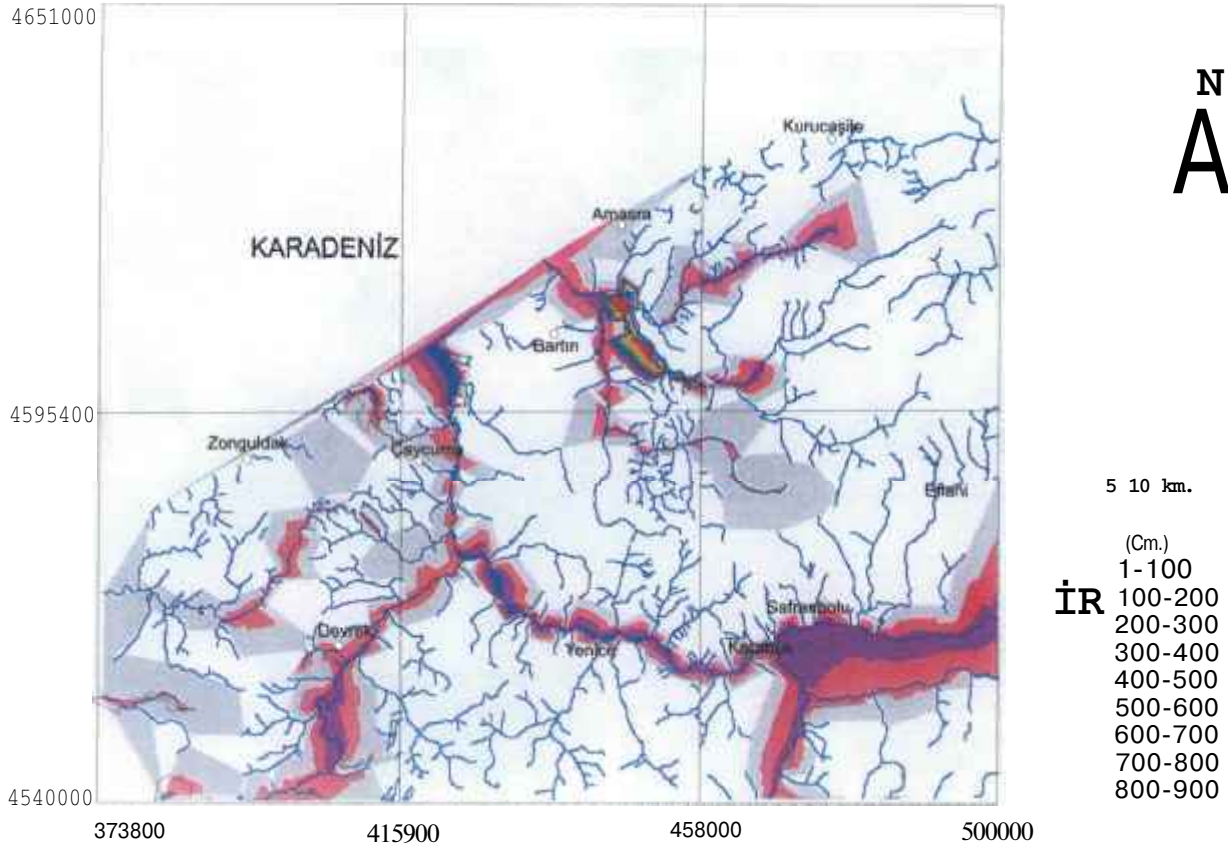 4651000
N
A
Kurucaşile
Amasra
KARADENİZ
Bartın
4595400
Zonguldak
Çaycuma
Eflani
5 10 km.
(Cm.)
1-100
İR
100-200
Safranbolu
200-300
Devrek
300-400
Yenice
Karabük
400-500
500-600
600-700
700-800
4540000
800-900
373800
415900
458000
500000